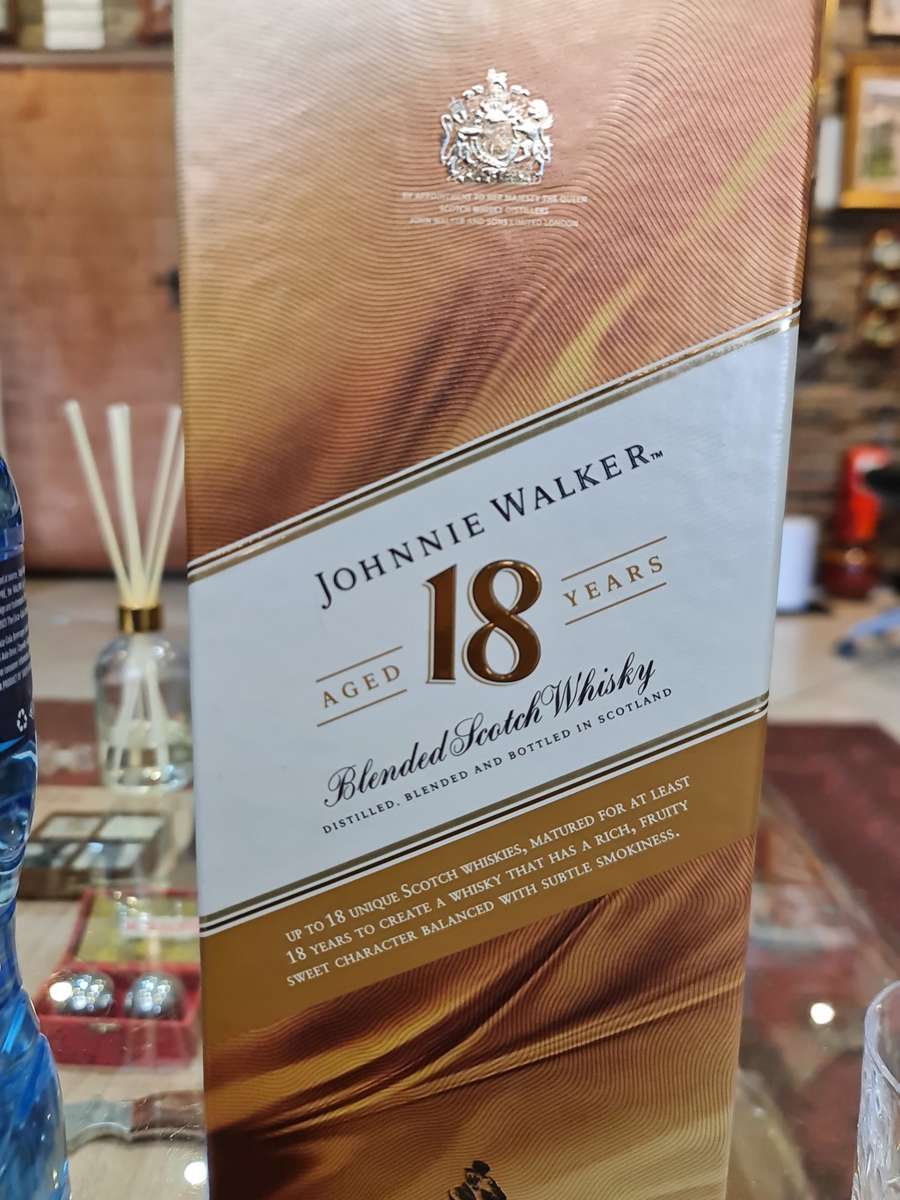 BY APPOINTMENT TO HER MAJESTY THE QUEEN
SCOTCH WHISKY DISTILLERS
JOHN WALKER AND SONS LIMITED LONDON
JOHNNIE WALKER™
AGED 18 YEARS
Blended Scotch Whisky
DISTILLED, BLENDED AND BOTTLED IN SCOTLAND
UP TO 18 UNIQUE SCOTCH WHISKIES, MATURED FOR AT LEAST
18 YEARS TO CREATE A WHISKY THAT HAS A RICH, FRUITY
SWEET CHARACTER BALANCED WITH SUBTLE SMOKINESS.